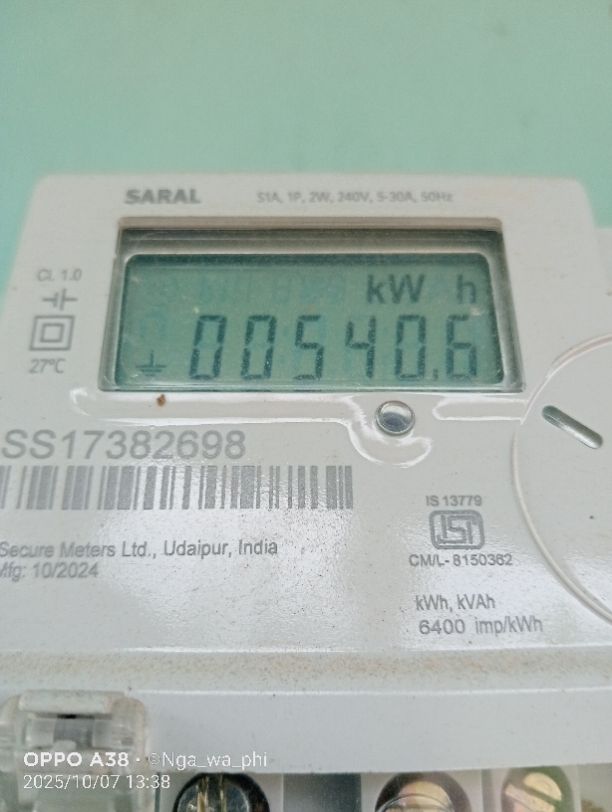 SARAL S1A, 1P, 2W, 240V, 5-30A, 50Hz
Cl. 1.0
kW h
00540.6
27°C
SS17382698
IS 13779
ISI
CM/L- 8150362
Secure Meters Ltd., Udaipur, India
Mfg: 10/2024
kWh, kVAh
6400 imp/kWh
OPPO A38 · ©Nga_wa_phi
2025/10/07 13:38